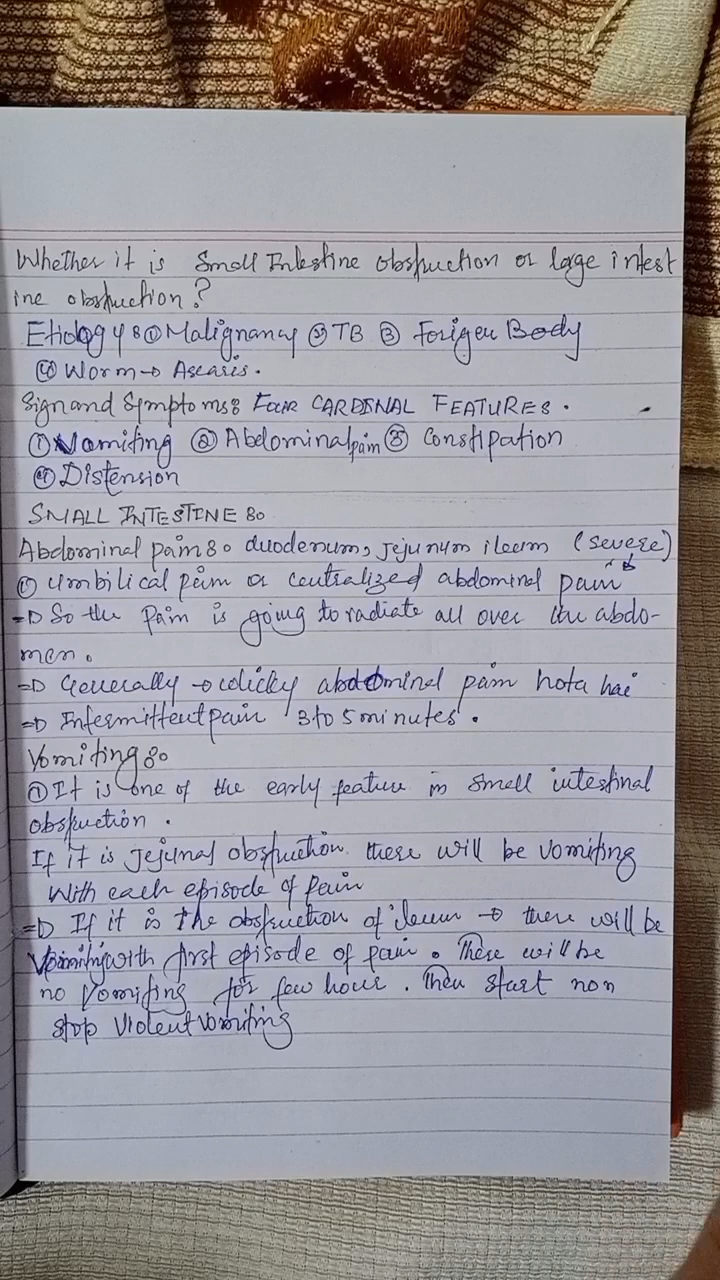 Whether it is Small Intestine obstruction or large intest
ine obstruction?
Etiology: ① Malignancy ② TB ③ Forigen Body
④ Worm → Ascaris.
Sign and Symptoms: FOUR CARDINAL FEATURES.
① Vomiting ② Abdominal pain ③ Constipation
④ Distension
SMALL INTESTINE :-
Abdominal pain :- duodenum, jejunum ileum (severe)
① Umbilical pain or centralized abdominal pain
⇒ So the pain is going to radiate all over the abdo-
men.
⇒ Generally → colicky abdominal pain hota hai
⇒ Intermittent pain 3 to 5 minutes.
Vomiting :-
① It is one of the early feature in small intestinal
obstruction.
If it is Jejunal obstruction there will be vomiting
with each episode of pain
⇒ If it is the obstruction of ileum → there will be
Vomiting with first episode of pain. There will be
no vomiting for few hour. Then start non
stop violent vomiting